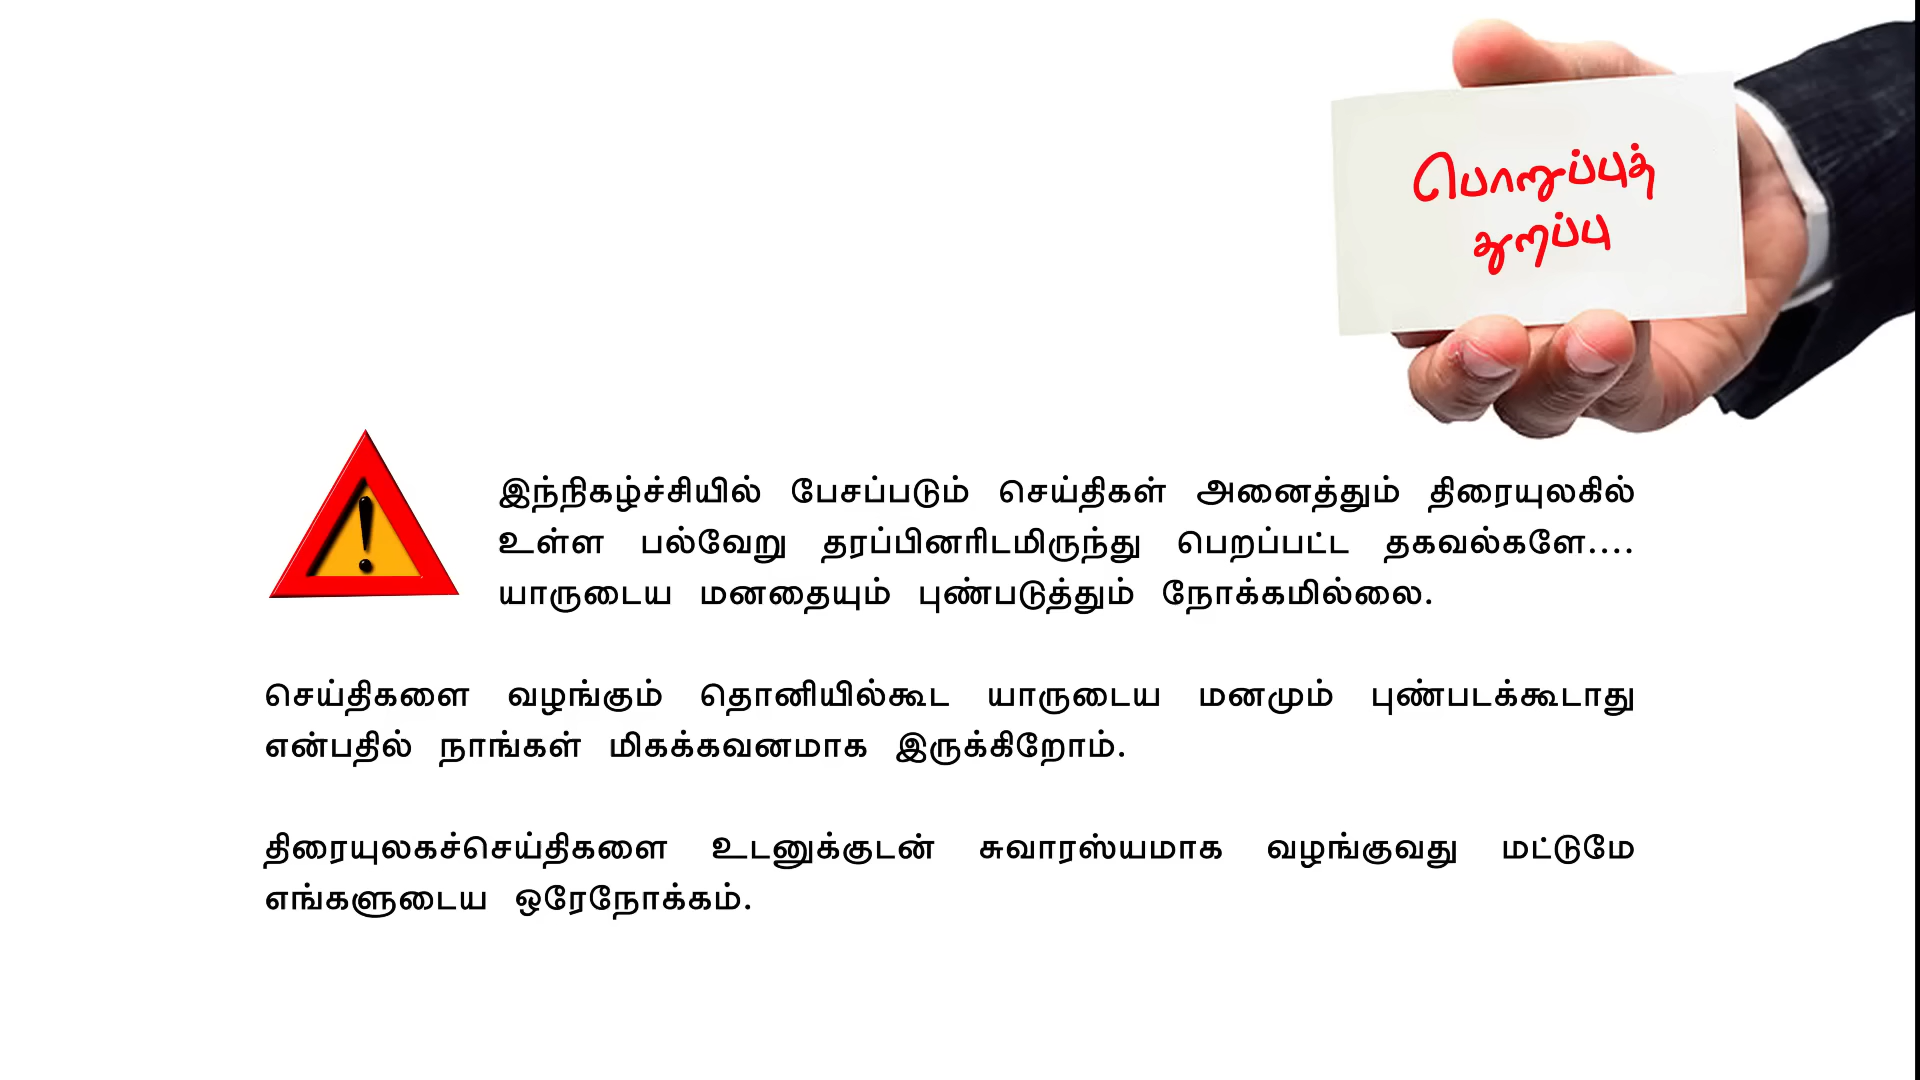 பொறுப்புத்
துறப்பு
இந்நிகழ்ச்சியில் பேசப்படும் செய்திகள் அனைத்தும் திரையுலகில்
உள்ள பல்வேறு தரப்பினரிடமிருந்து பெறப்பட்ட தகவல்களே....
யாருடைய மனதையும் புண்படுத்தும் நோக்கமில்லை.
செய்திகளை வழங்கும் தொனியில்கூட யாருடைய மனமும் புண்படக்கூடாது
என்பதில் நாங்கள் மிகக்கவனமாக இருக்கிறோம்.
திரையுலகச்செய்திகளை உடனுக்குடன் சுவாரஸ்யமாக வழங்குவது மட்டுமே
எங்களுடைய ஒரேநோக்கம்.